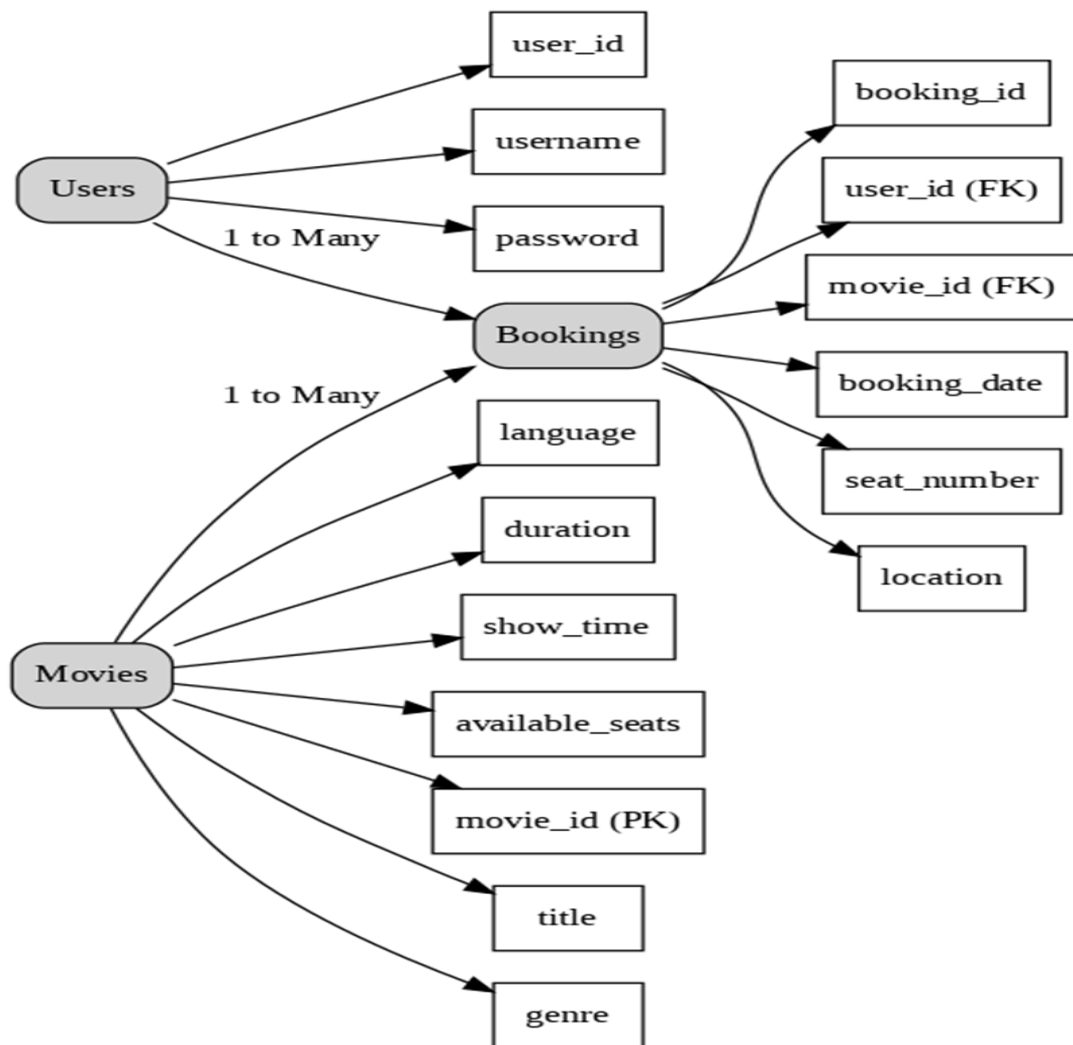 user_id
booking_id
username
Users
user_id (FK)
password
1 to Many
movie_id (FK)
Bookings
booking_date
1 to Many
language
seat_number
duration
location
show_time
Movies
available_seats
movie_id (PK)
title
genre